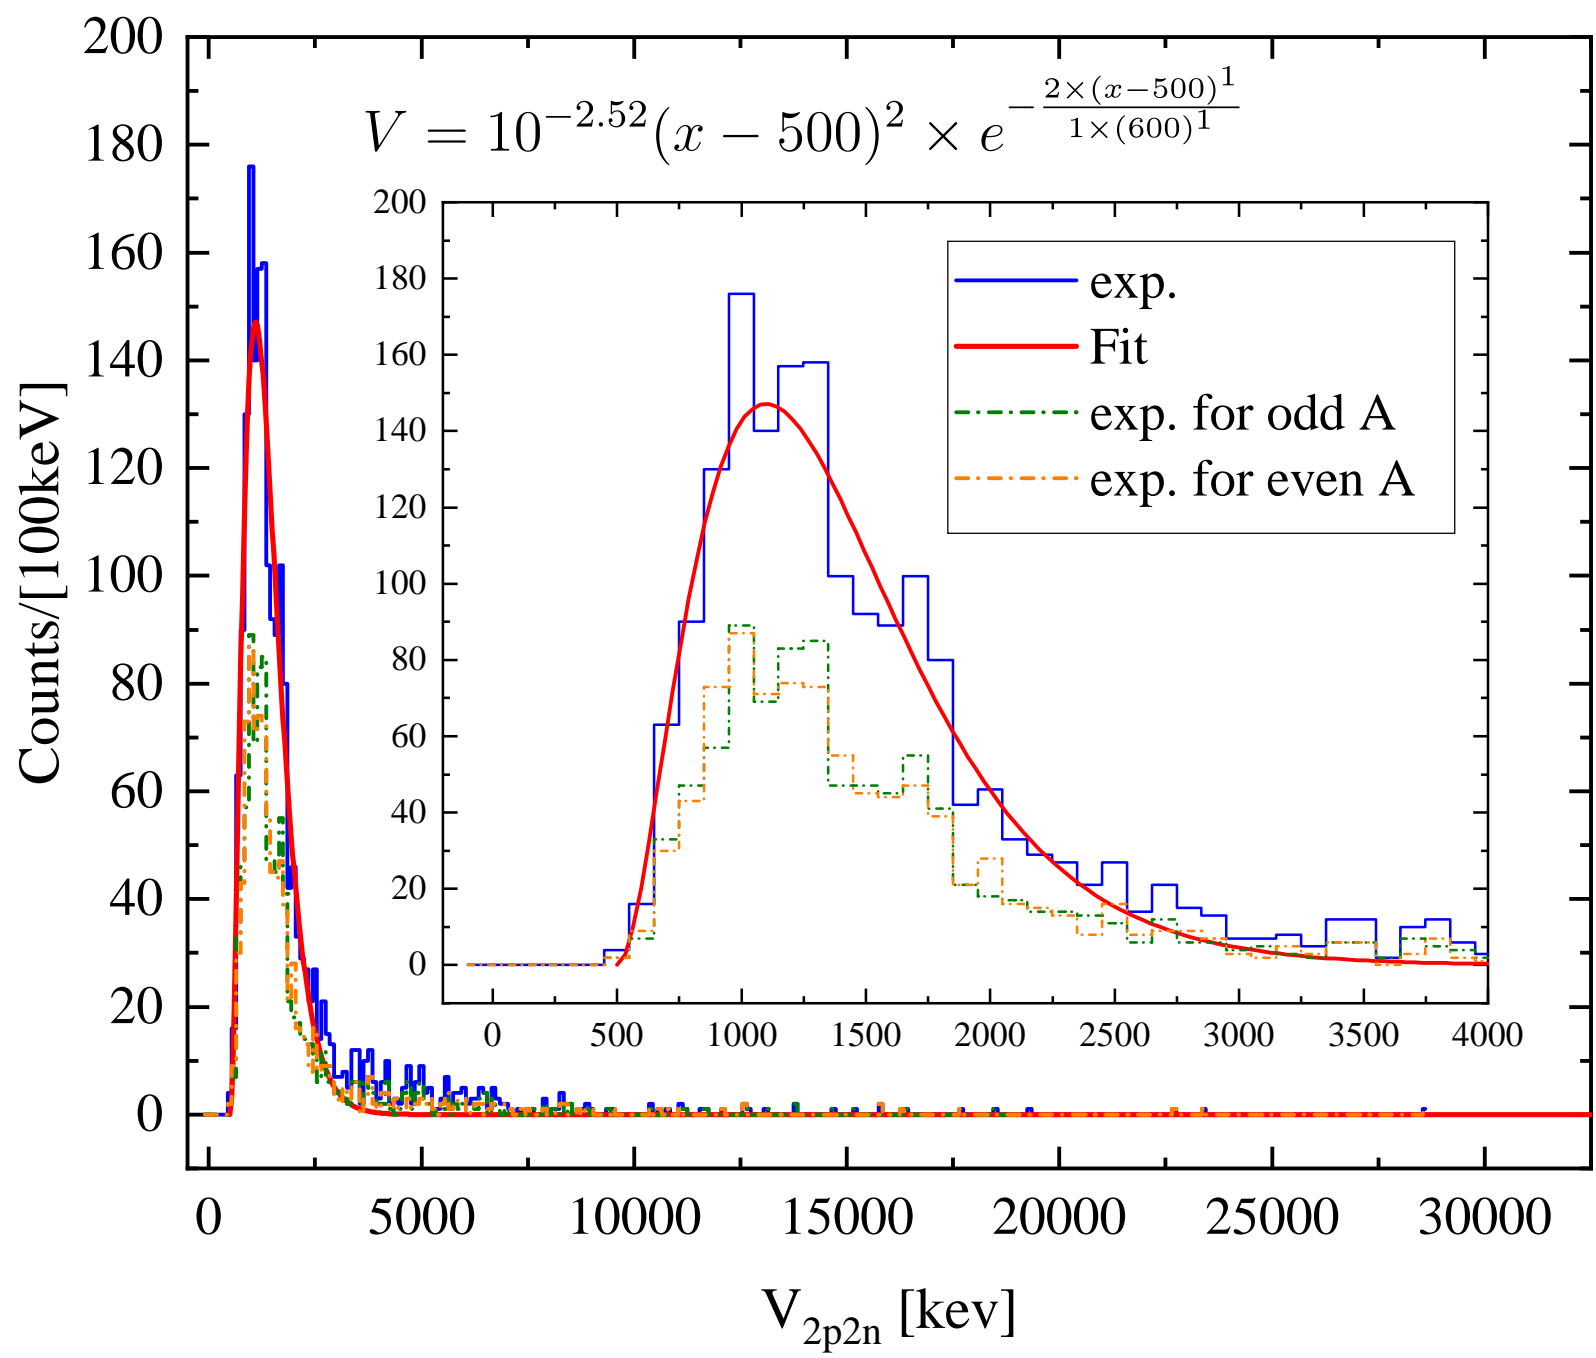 200
180
160
140
120
100
80
60
40
20
0
Counts/[100keV]
V = 10^{-2.52}(x − 500)^2 × e^{-\frac{2×(x−500)^1}{1×(600)^1}}
200
180
160
140
120
100
80
60
40
20
0
exp.
Fit
exp. for odd A
exp. for even A
0 500 1000 1500 2000 2500 3000 3500 4000
0 5000 10000 15000 20000 25000 30000
V_{2p2n} [kev]